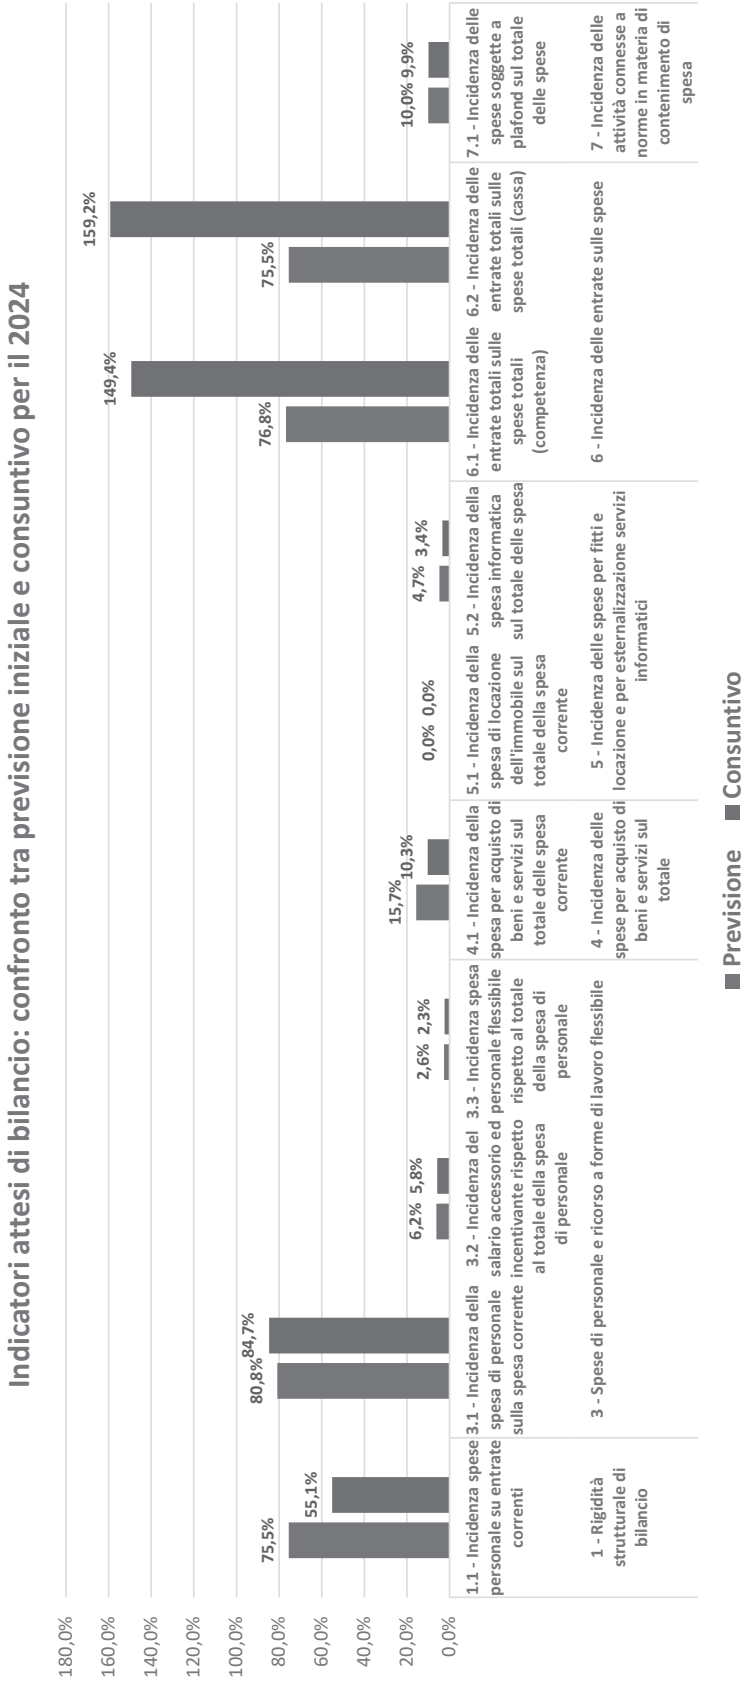 Indicatori attesi di bilancio: confronto tra previsione iniziale e consuntivo per il 2024
180,0%
160,0%
140,0%
120,0%
100,0%
80,0%
60,0%
40,0%
20,0%
0,0%
75,5%
55,1%
80,8%
84,7%
6,2%
5,8%
2,6%
2,3%
15,7%
10,3%
0,0%
0,0%
4,7%
3,4%
76,8%
149,4%
75,5%
159,2%
10,0%
9,9%
1.1 - Incidenza spese
personale su entrate
correnti
3.1 - Incidenza della
spesa di personale
sulla spesa corrente
3.2 - Incidenza del
salario accessorio ed
incentivante rispetto
al totale della spesa
di personale
3.3 - Incidenza spesa
personale flessibile
rispetto al totale
della spesa di
personale
4.1 - Incidenza della
spesa per acquisto di
beni e servizi sul
totale delle spesa
corrente
5.1 - Incidenza della
spesa di locazione
dell'immobile sul
totale della spesa
corrente
5.2 - Incidenza della
spesa informatica
sul totale delle spesa
6.1 - Incidenza delle
entrate totali sulle
spese totali
(competenza)
6.2 - Incidenza delle
entrate totali sulle
spese totali (cassa)
7.1 - Incidenza delle
spese soggette a
plafond sul totale
delle spese
1 - Rigidità
strutturale di
bilancio
3 - Spese di personale e ricorso a forme di lavoro flessibile
4 - Incidenza delle
spese per acquisto di
beni e servizi sul
totale
5 - Incidenza delle spese per fitti e
locazione e per esternalizzazione servizi
informatici
6 - Incidenza delle entrate sulle spese
7 - Incidenza delle
attività connesse a
norme in materia di
contenimento di
spesa
Previsione
Consuntivo